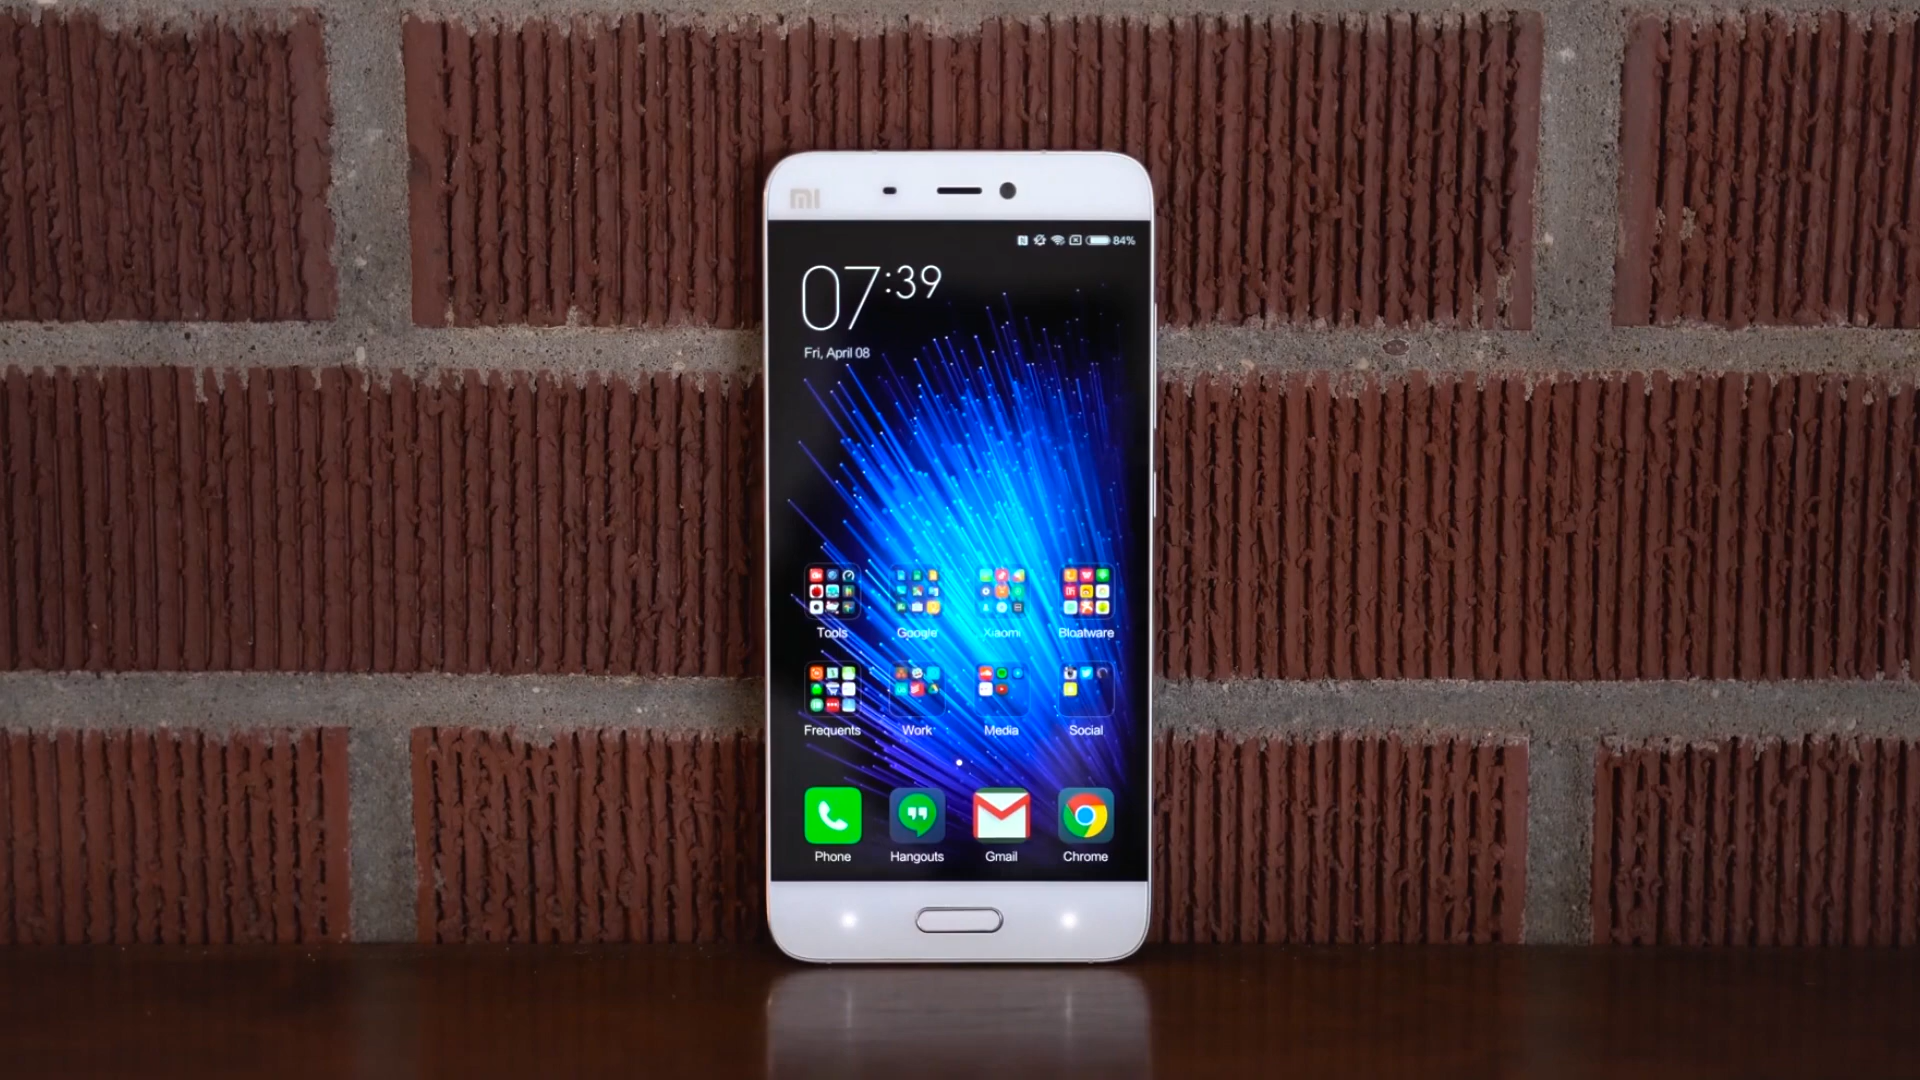 MI
84%
07:39
Fri, April 08
Tools Google Xiaomi Bloatware
Frequents Work Media Social
Phone Hangouts Gmail Chrome